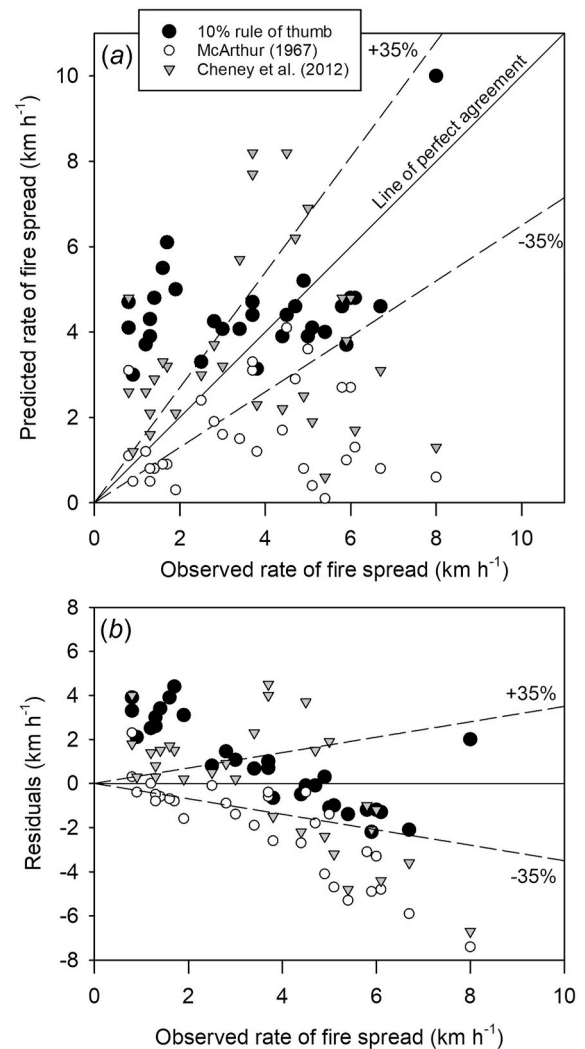 10% rule of thumb
McArthur (1967)
Cheney et al. (2012)
(a)
+35%
Line of perfect agreement
-35%
10
8
6
4
2
0
Predicted rate of fire spread (km h⁻¹)
0 2 4 6 8 10
Observed rate of fire spread (km h⁻¹)
(b)
8
6
4
2
0
-2
-4
-6
-8
Residuals (km h⁻¹)
+35%
-35%
0 2 4 6 8 10
Observed rate of fire spread (km h⁻¹)